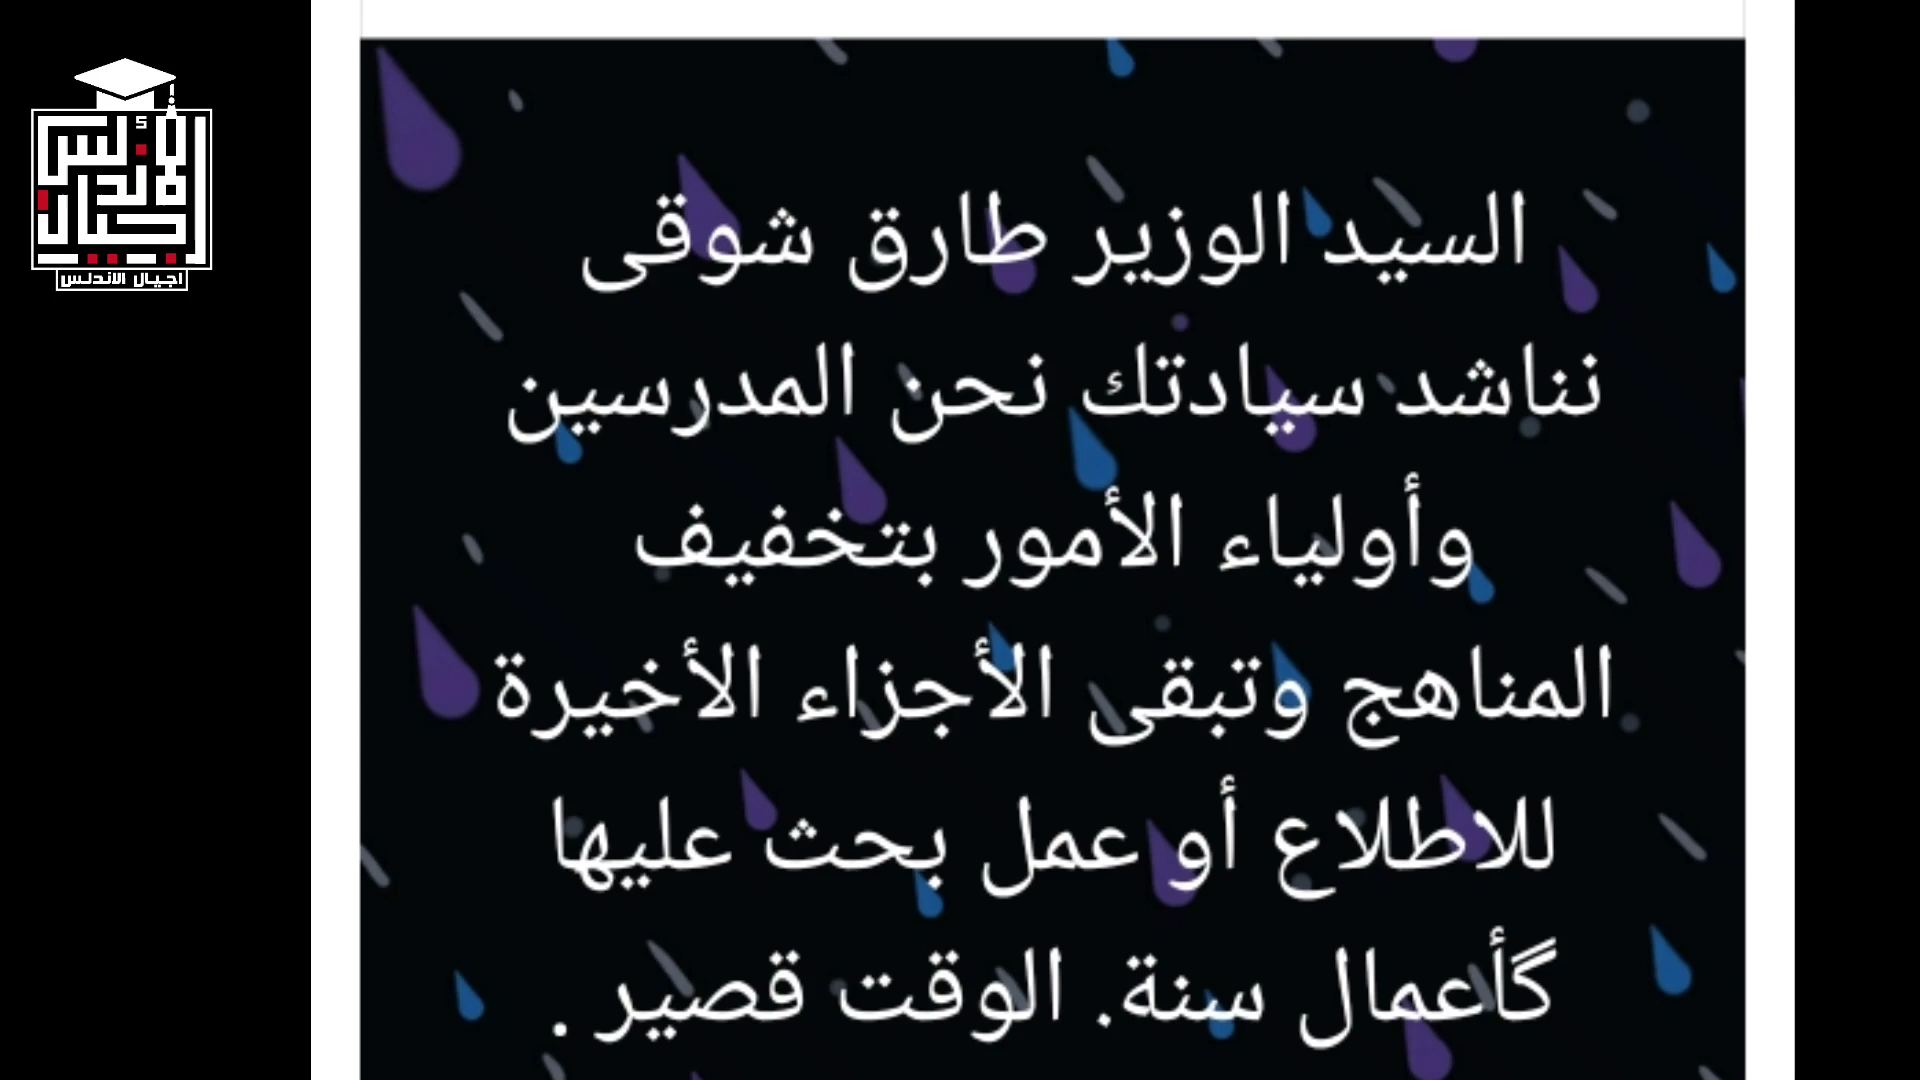 السيد الوزير طارق شوقى
نناشد سيادتك نحن المدرسين
وأولياء الأمور بتخفيف
المناهج وتبقى الأجزاء الأخيرة
للاطلاع أو عمل بحث عليها
گأعمال سنة. الوقت قصير .
اجيال الاندلس